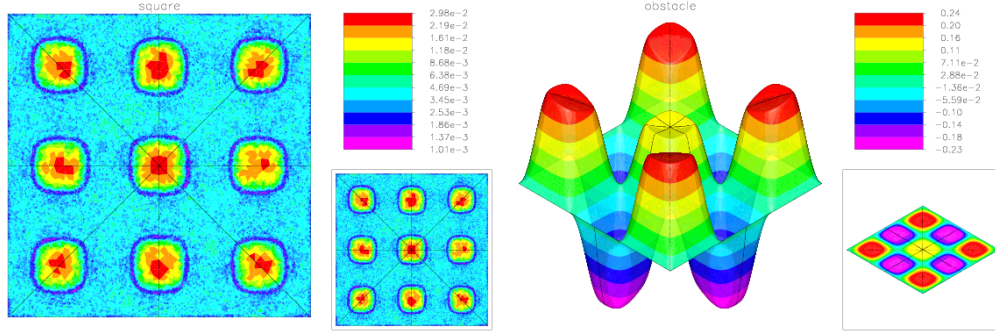 square
2.98e-2
2.19e-2
1.61e-2
1.18e-2
8.68e-3
6.38e-3
4.69e-3
3.45e-3
2.53e-3
1.86e-3
1.37e-3
1.01e-3
obstacle
0.24
0.20
0.16
0.11
7.11e-2
2.88e-2
-1.36e-2
-5.59e-2
-0.10
-0.14
-0.18
-0.23